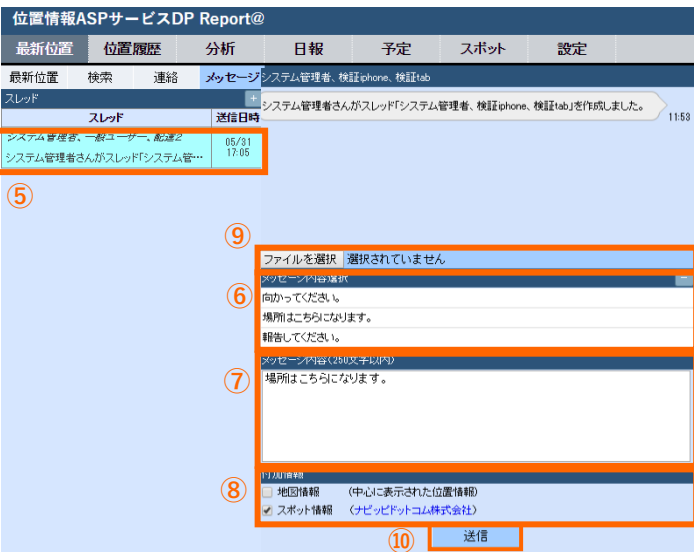 位置情報ASPサービスDP Report@
最新位置 位置履歴 分析 日報 予定 スポット 設定
最新位置 検索 連絡 メッセージ
システム管理者、検証iphone、検証tab
スレッド +
スレッド 送信日時
システム管理者さんがスレッド「システム管理者、検証iphone、検証tab」を作成しました。
11:53
システム管理者、一般ユーザー、配達2
05/31
システム管理者さんがスレッド「システム管…
17:05
⑤
⑨
ファイルを選択 選択されていません
メッセージ内容選択
⑥
向かってください。
場所はこちらになります。
報告してください。
メッセージ内容(250文字以内)
⑦
場所はこちらになります。
付加情報
⑧
地図情報 (中心に表示された位置情報)
スポット情報 (ナビッピドットコム株式会社)
⑩
送信